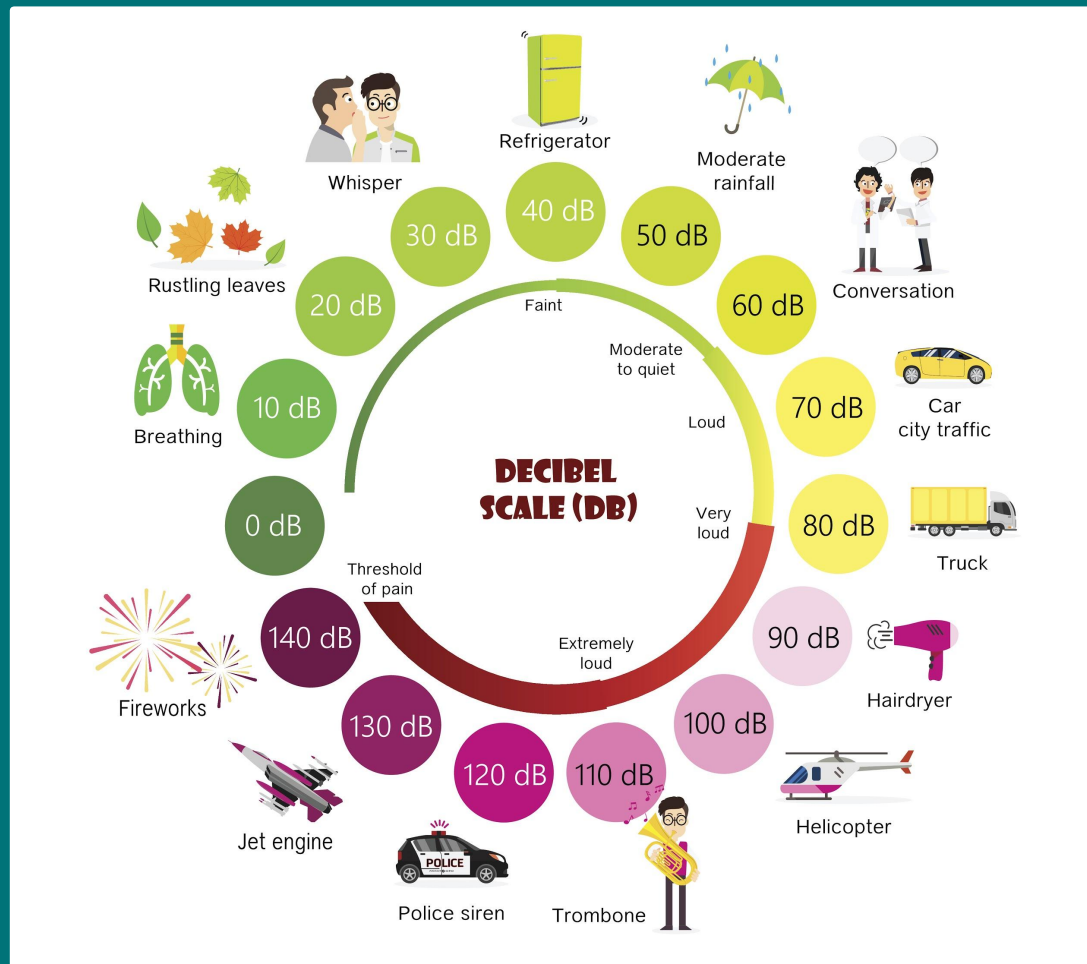 DECIBEL
SCALE (DB)
0 dB
10 dB
Breathing
20 dB
Rustling leaves
30 dB
Whisper
40 dB
Refrigerator
50 dB
Moderate
rainfall
60 dB
Conversation
70 dB
Car
city traffic
80 dB
Truck
90 dB
Hairdryer
100 dB
Helicopter
110 dB
Trombone
120 dB
Police siren
POLICE
130 dB
Jet engine
140 dB
Fireworks
Faint
Moderate
to quiet
Loud
Very
loud
Extremely
loud
Threshold
of pain